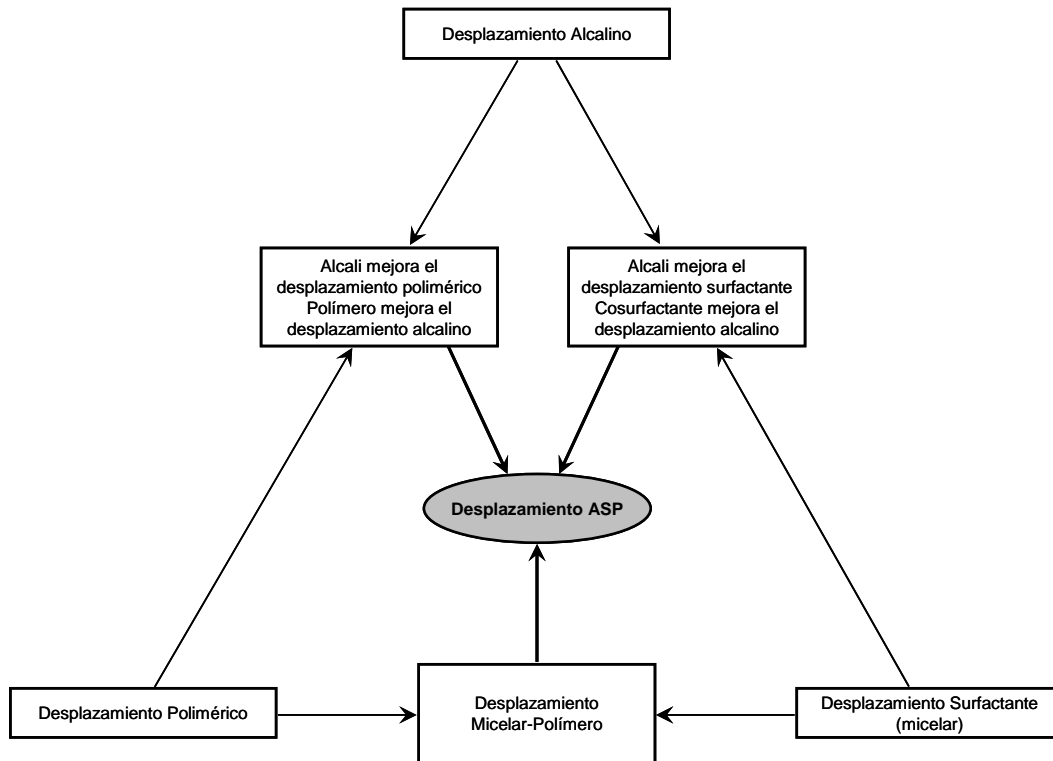 Desplazamiento Alcalino
Alcali mejora el
desplazamiento polimérico
Polímero mejora el
desplazamiento alcalino
Alcali mejora el
desplazamiento surfactante
Cosurfactante mejora el
desplazamiento alcalino
Desplazamiento ASP
Desplazamiento Polimérico
Desplazamiento
Micelar-Polímero
Desplazamiento Surfactante
(micelar)